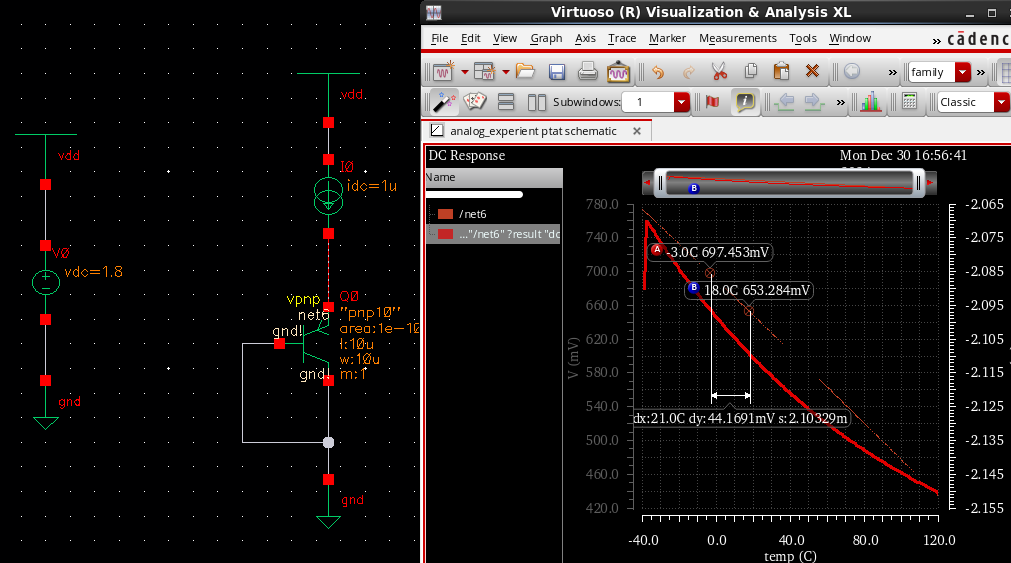 vdd
vdd
I0
idc=1u
V0
vdc=1.8
Q0
vpnp
"pnp10"
net6
area:1e-10
gnd!
l:10u
w:10u
gnd!
m:1
gnd
gnd
Virtuoso (R) Visualization & Analysis XL
File Edit View Graph Axis Trace Marker Measurements Tools Window » cādenc
» family »
Subwindows: 1 » Classic
analog_experient ptat schematic
DC Response
Mon Dec 30 16:56:41
Name
/net6
..."/net6" ?result "dc
B
780.0
740.0
700.0
660.0
620.0
580.0
540.0
500.0
460.0
420.0
V (mV)
A -3.0C 697.453mV
B 18.0C 653.284mV
dx:21.0C dy:44.1691mV s:2.10329m
-2.065
-2.075
-2.085
-2.095
-2.105
-2.115
-2.125
-2.135
-2.145
-2.155
-40.0 0.0 40.0 80.0 120.0
temp (C)